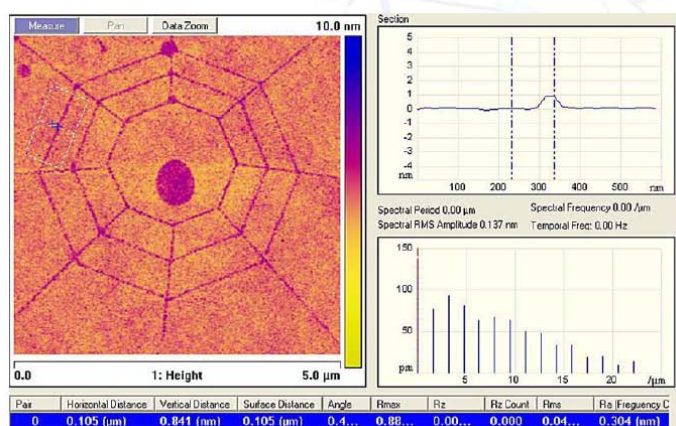 Measure Pan Data Zoom 10.0 nm
0.0 1: Height 5.0 µm
Section
5
4
3
2
1
0
-1
-2
-3
-4
nm
100 200 300 400 500 nm
Spectral Period 0.00 µm Spectral Frequency 0.00 /µm
Spectral RMS Amplitude 0.137 nm Temporal Freq: 0.00 Hz
150
100
50
pm
5 10 15 20 /µm
Pair Horizontal Distance Vertical Distance Surface Distance Angle Rmax Rz Rz Count Rms Ra (Frequency C
0 0.105 (µm) 0.841 (nm) 0.105 (µm) 0.4... 0.88... 0.00... 0.000 0.04... 0.304 (nm)